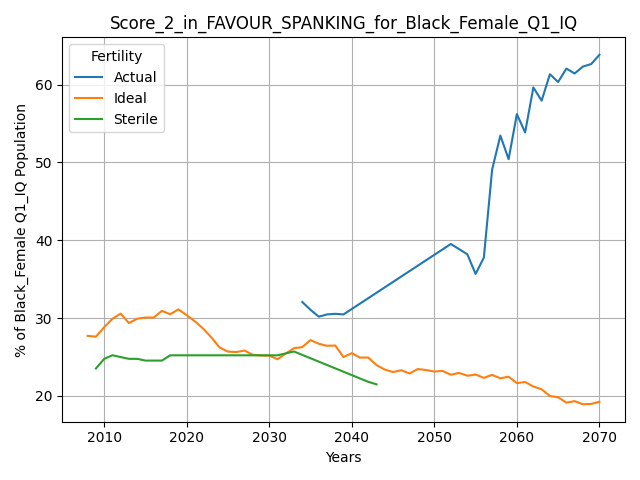 Score_2_in_FAVOUR_SPANKING_for_Black_Female_Q1_IQ
Fertility
Actual
Ideal
Sterile
% of Black_Female Q1_IQ Population
60
50
40
30
20
2010 2020 2030 2040 2050 2060 2070
Years